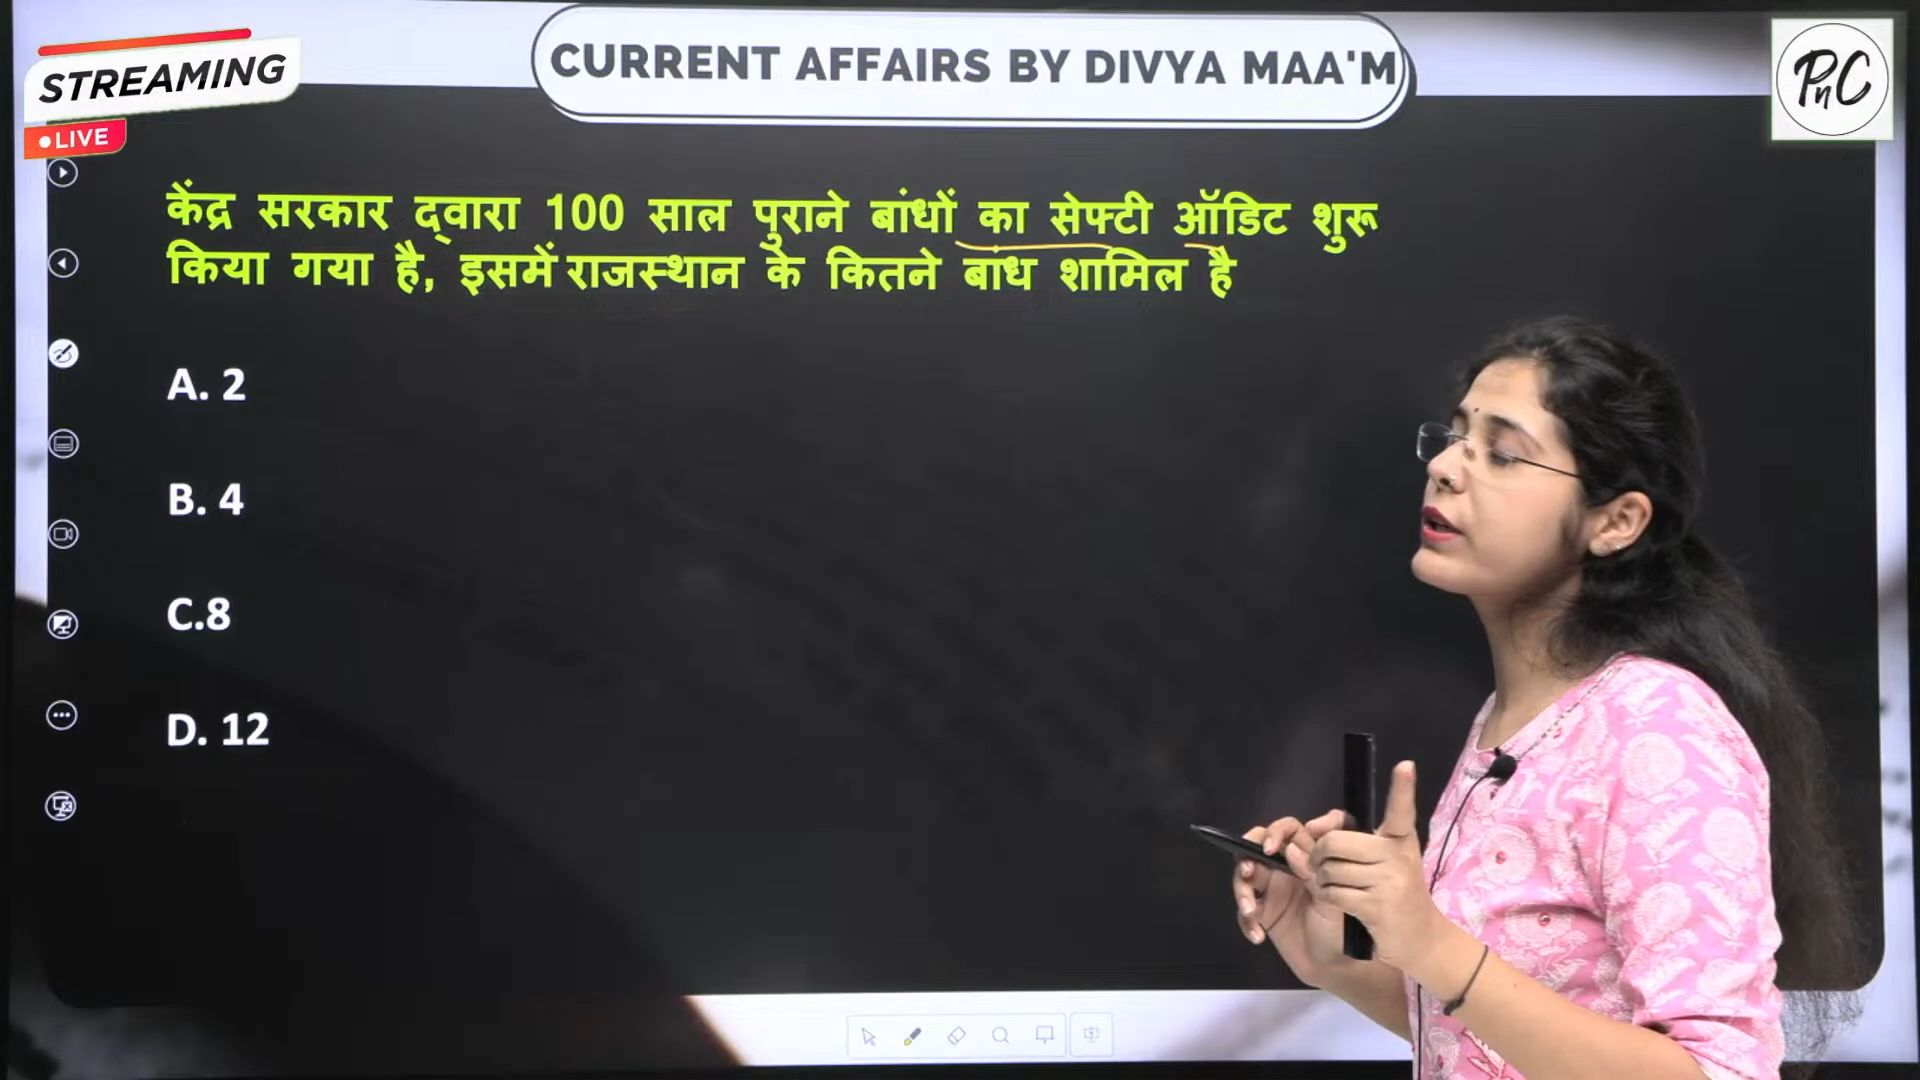 STREAMING
LIVE
CURRENT AFFAIRS BY DIVYA MAA'M
PnC
केंद्र सरकार द्वारा 100 साल पुराने बांधों का सेफ्टी ऑडिट शुरू
किया गया है, इसमें राजस्थान के कितने बांध शामिल है
A. 2
B. 4
C.8
D. 12